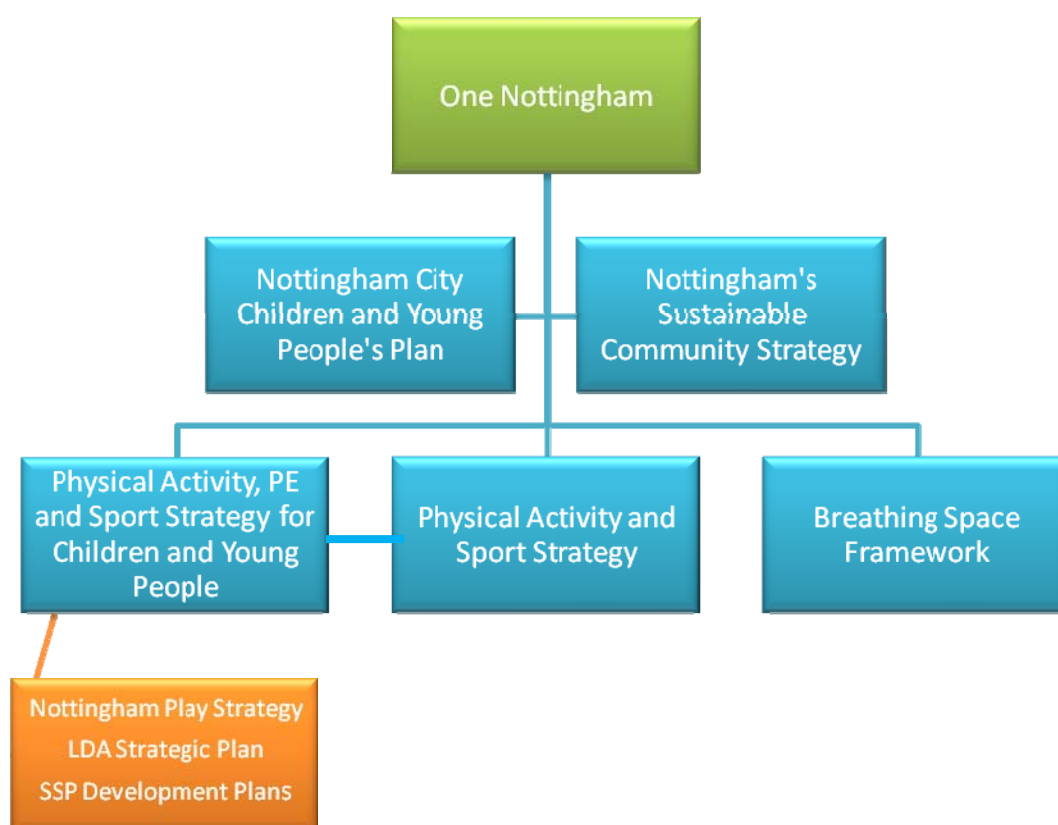 One Nottingham
Nottingham City
Children and Young
People's Plan
Nottingham's
Sustainable
Community Strategy
Physical Activity, PE
and Sport Strategy for
Children and Young
People
Physical Activity and
Sport Strategy
Breathing Space
Framework
Nottingham Play Strategy
LDA Strategic Plan
SSP Development Plans